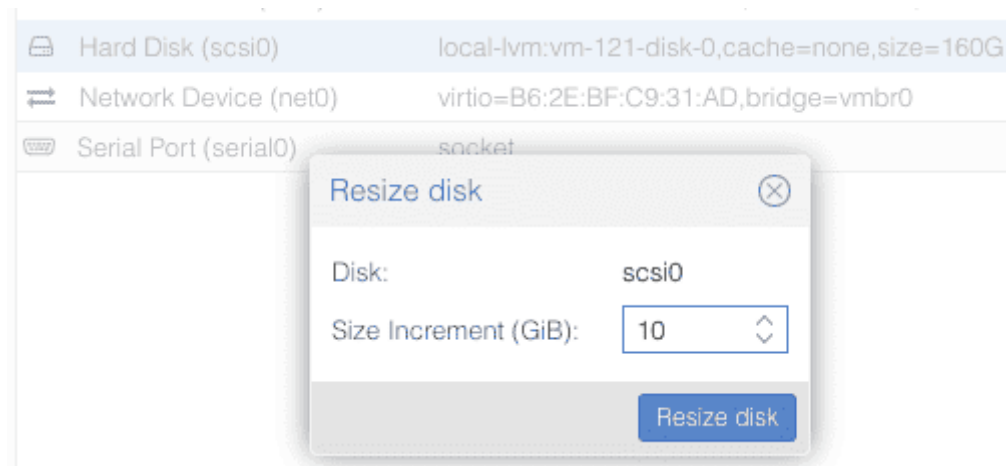 Hard Disk (scsi0) local-lvm:vm-121-disk-0,cache=none,size=160G
Network Device (net0) virtio=B6:2E:BF:C9:31:AD,bridge=vmbr0
Serial Port (serial0) socket
Resize disk
Disk: scsi0
Size Increment (GiB): 10
Resize disk